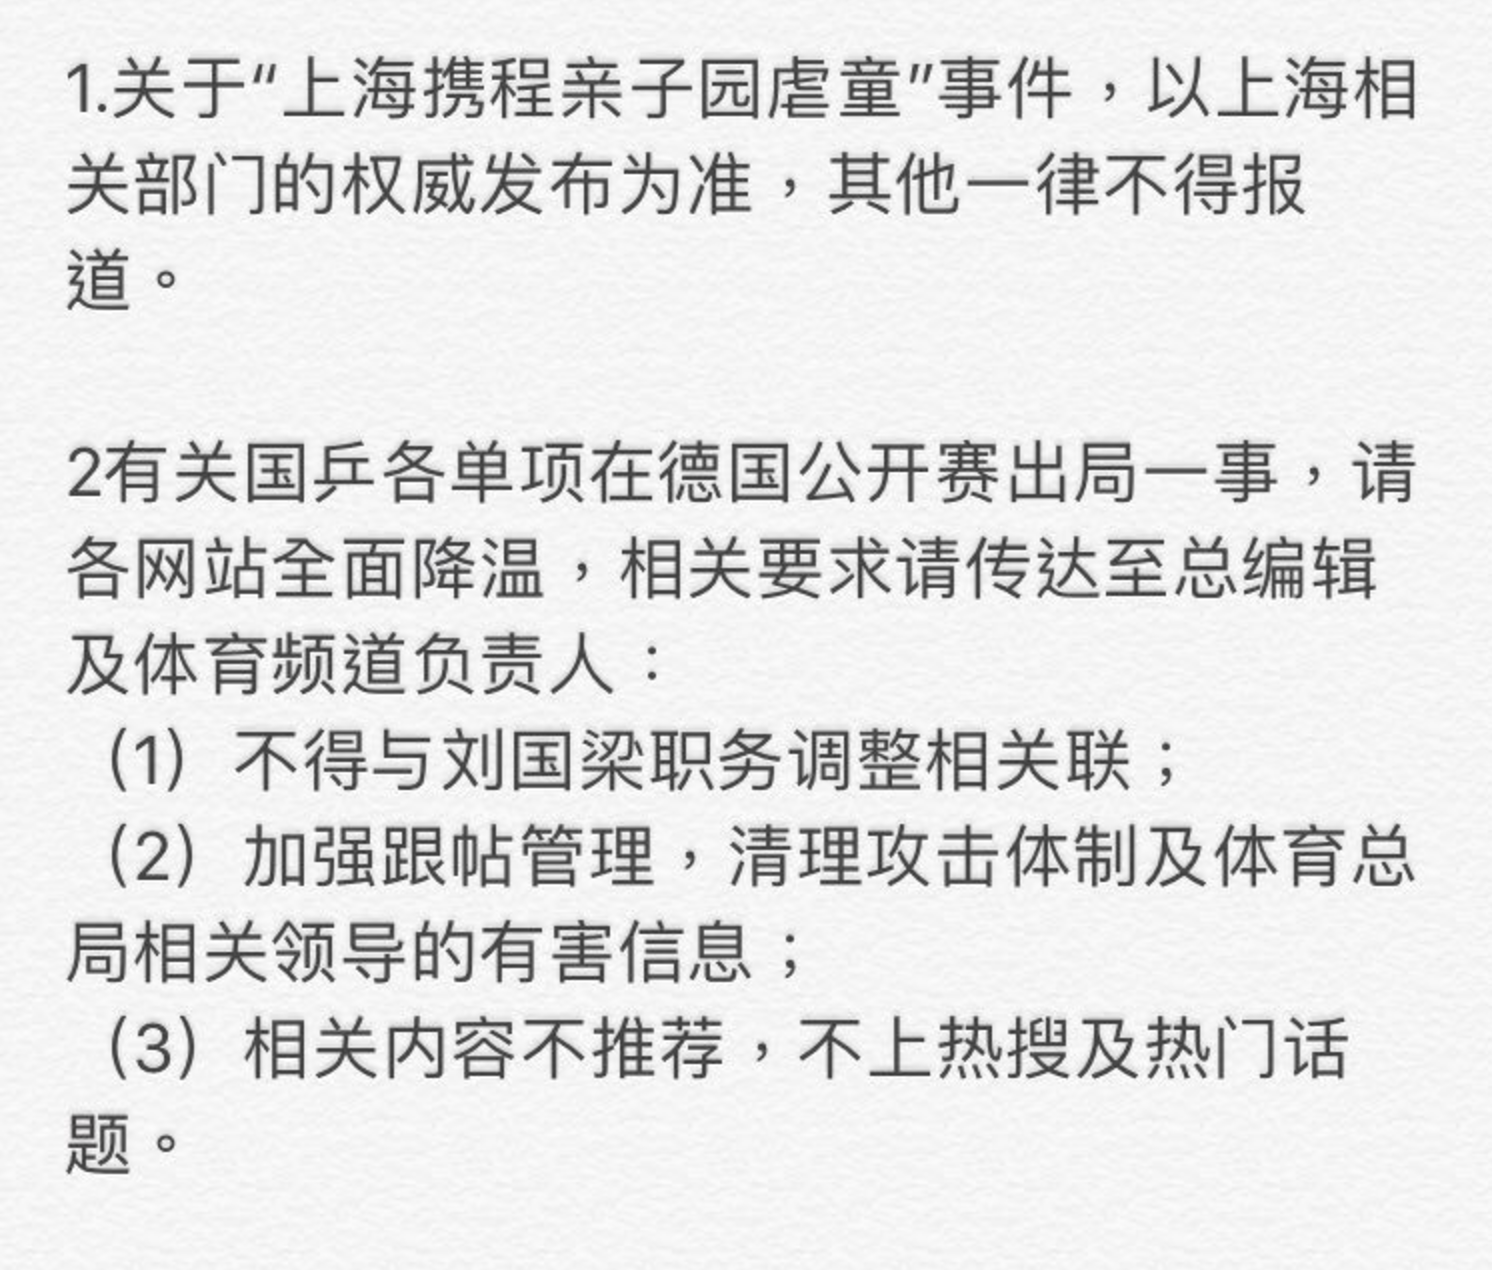 1.关于“上海携程亲子园虐童”事件，以上海相
关部门的权威发布为准，其他一律不得报
道。
2有关国乒各单项在德国公开赛出局一事，请
各网站全面降温，相关要求请传达至总编辑
及体育频道负责人：
（1）不得与刘国梁职务调整相关联；
（2）加强跟帖管理，清理攻击体制及体育总
局相关领导的有害信息；
（3）相关内容不推荐，不上热搜及热门话
题。